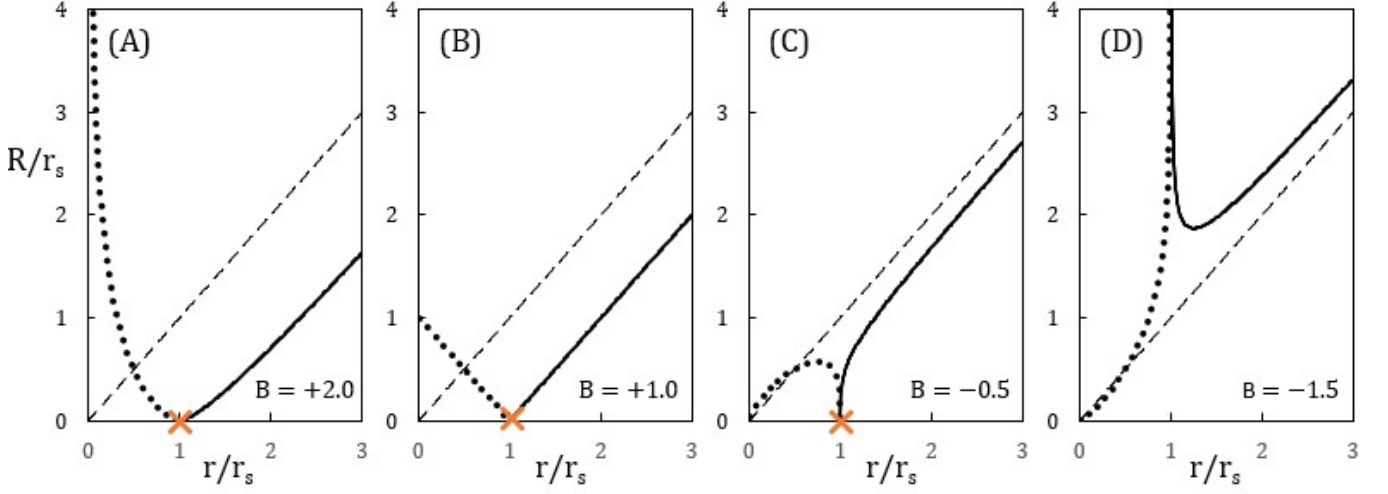 4 4 4 4
(A) (B) (C) (D)
3 3 3 3
R/rₛ
2 2 2 2
1 1 1 1
B = +2.0 B = +1.0 B = −0.5 B = −1.5
0 0 0 0
0 1 2 3 0 1 2 3 0 1 2 3 0 1 2 3
r/rₛ r/rₛ r/rₛ r/rₛ